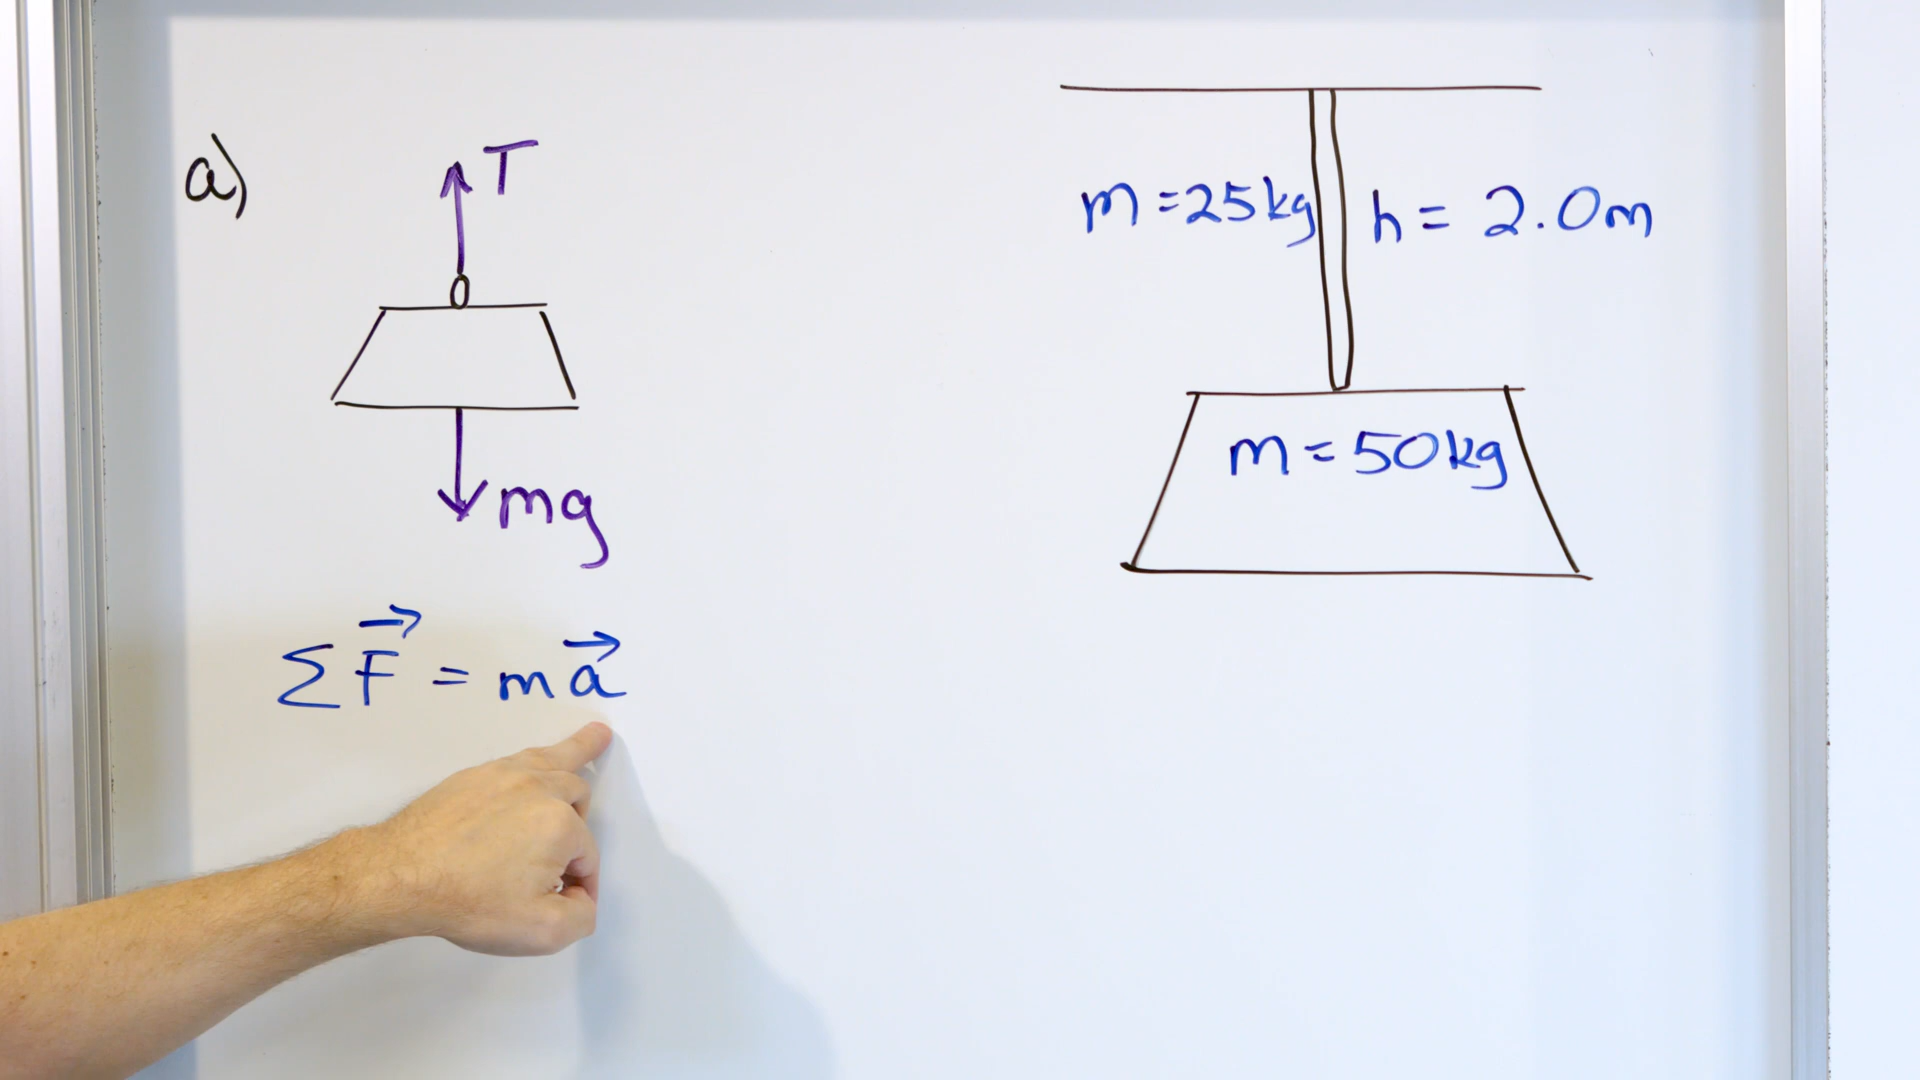 a)
T
mg
ΣF⃗ = ma⃗
m = 25kg
h = 2.0m
m = 50kg